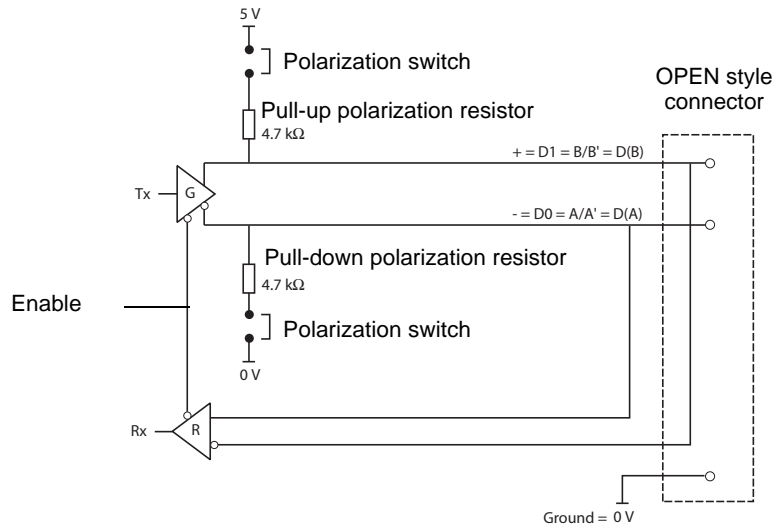 5 V
Polarization switch
OPEN style
connector
Pull-up polarization resistor
4.7 kΩ
+ = D1 = B/B' = D(B)
Tx
G
- = D0 = A/A' = D(A)
Pull-down polarization resistor
4.7 kΩ
Enable
Polarization switch
0 V
Rx
R
Ground = 0 V